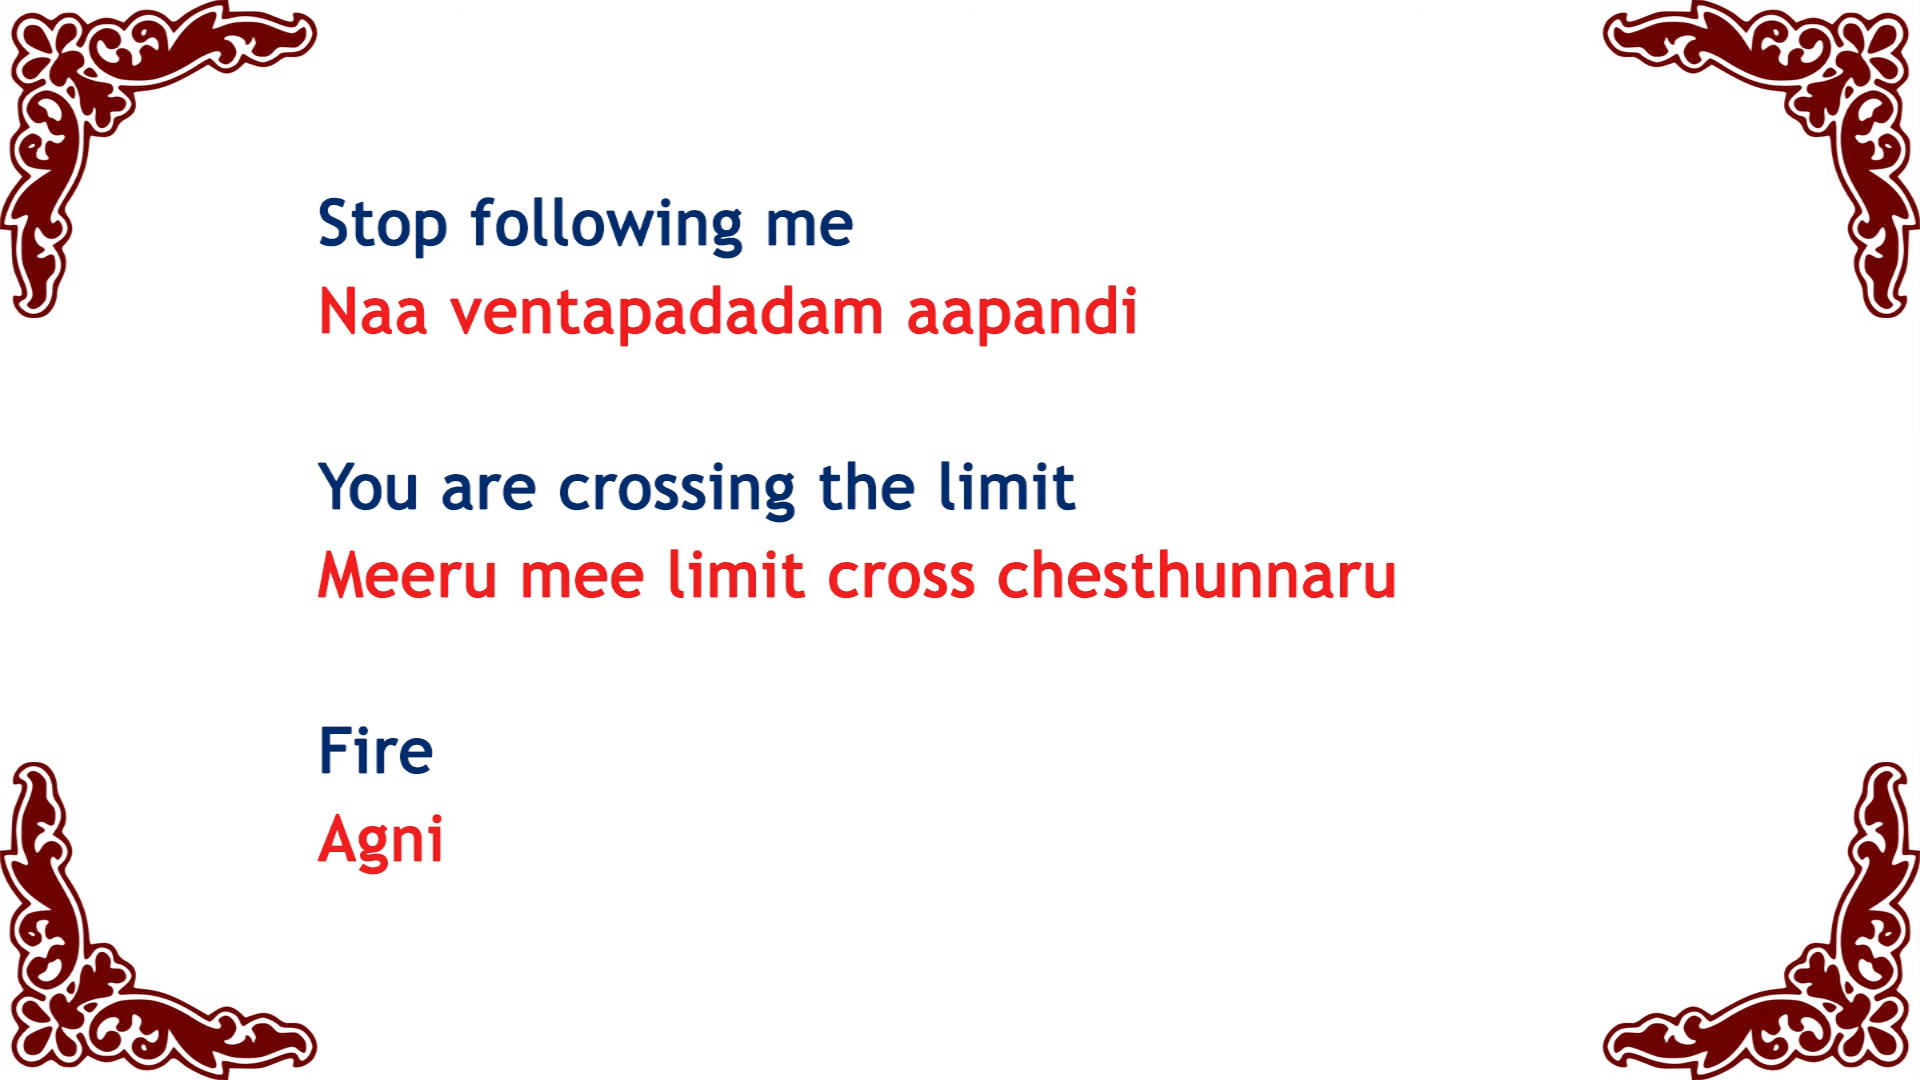 Stop following me
Naa ventapadadam aapandi
You are crossing the limit
Meeru mee limit cross chesthunnaru
Fire
Agni